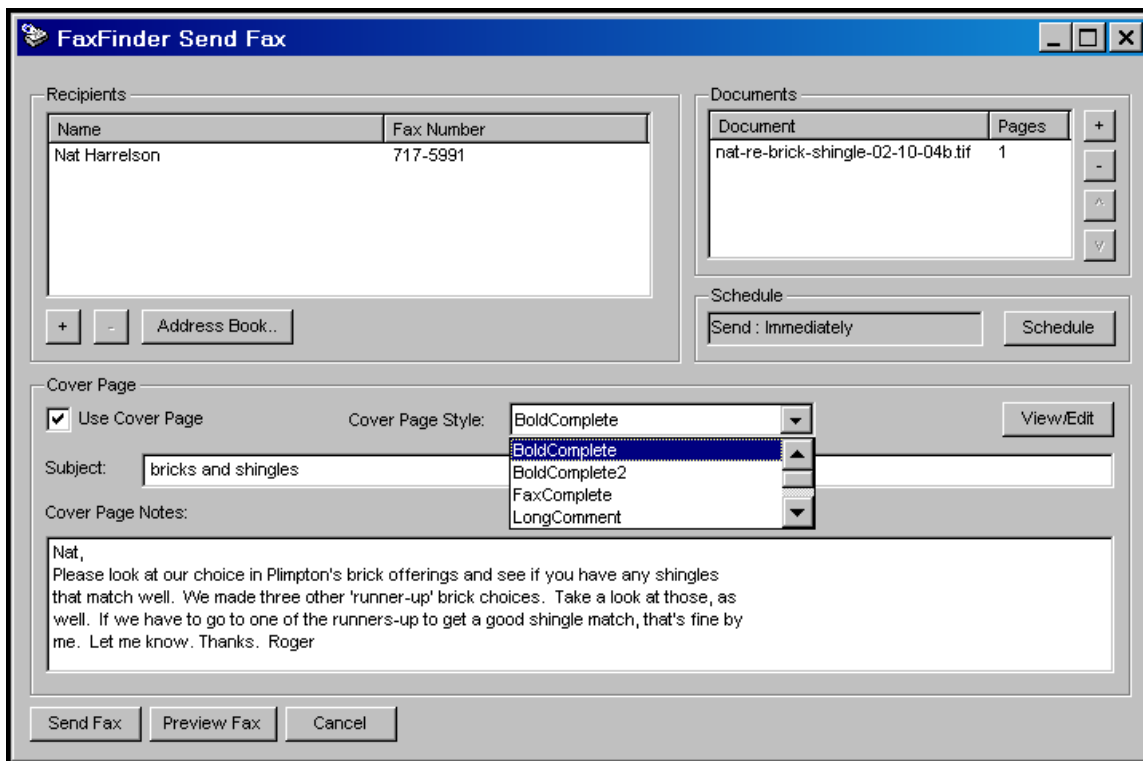 FaxFinder Send Fax
Recipients
Name Fax Number
Nat Harrelson 717-5991
+ - Address Book..
Documents
Document Pages +
nat-re-brick-shingle-02-10-04b.tif 1
-
^
v
Schedule
Send : Immediately Schedule
Cover Page
Use Cover Page Cover Page Style: BoldComplete View/Edit
BoldComplete
BoldComplete2
FaxComplete
LongComment
Subject: bricks and shingles
Cover Page Notes:
Nat,
Please look at our choice in Plimpton's brick offerings and see if you have any shingles
that match well. We made three other 'runner-up' brick choices. Take a look at those, as
well. If we have to go to one of the runners-up to get a good shingle match, that's fine by
me. Let me know. Thanks. Roger
Send Fax Preview Fax Cancel